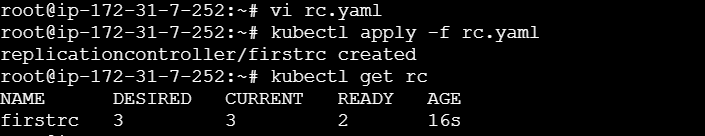 root@ip-172-31-7-252:~# vi rc.yaml
root@ip-172-31-7-252:~# kubectl apply -f rc.yaml
replicationcontroller/firstrc created
root@ip-172-31-7-252:~# kubectl get rc
NAME DESIRED CURRENT READY AGE
firstrc 3 3 2 16s